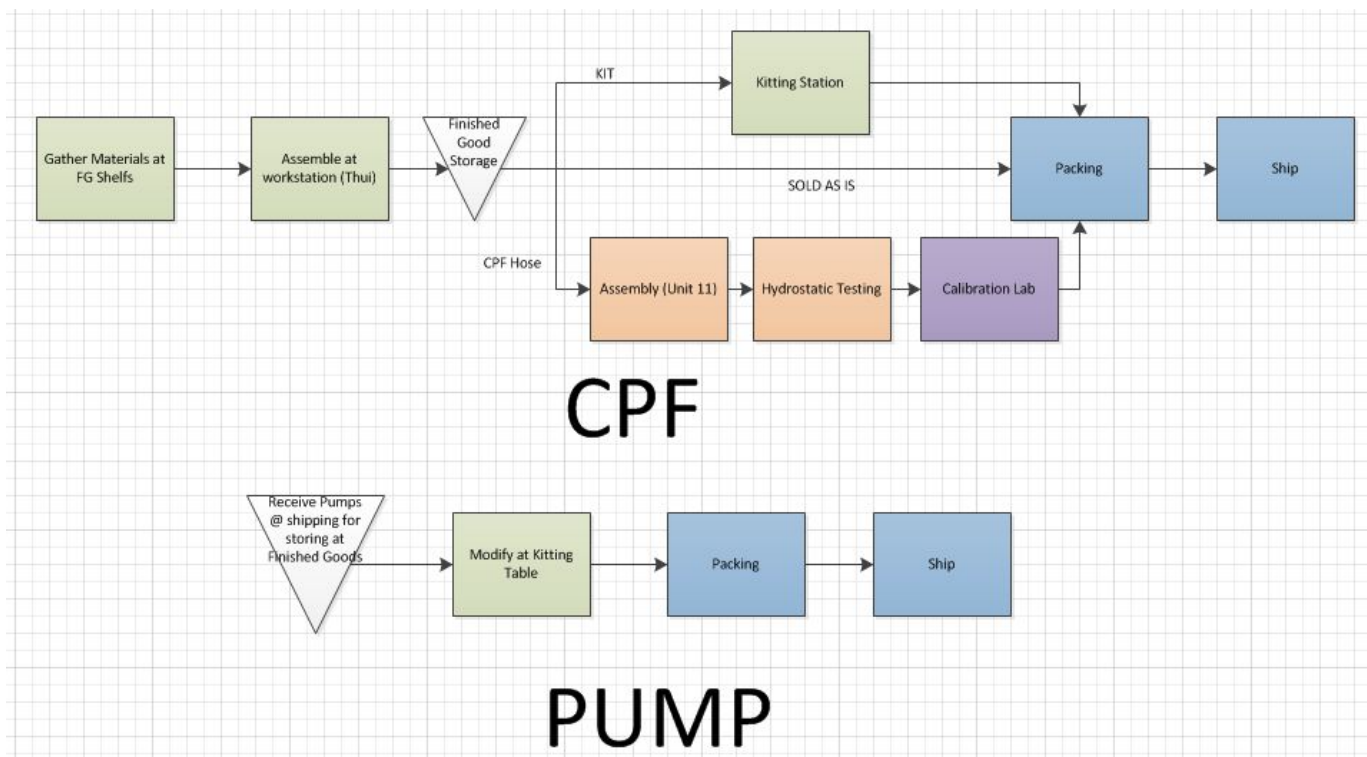 KIT
Kitting Station
Gather Materials at
FG Shelfs
Assemble at
workstation (Thui)
Finished
Good
Storage
SOLD AS IS
Packing
Ship
CPF Hose
Assembly (Unit 11)
Hydrostatic Testing
Calibration Lab
CPF
Receive Pumps
@ shipping for
storing at
Finished Goods
Modify at Kitting
Table
Packing
Ship
PUMP